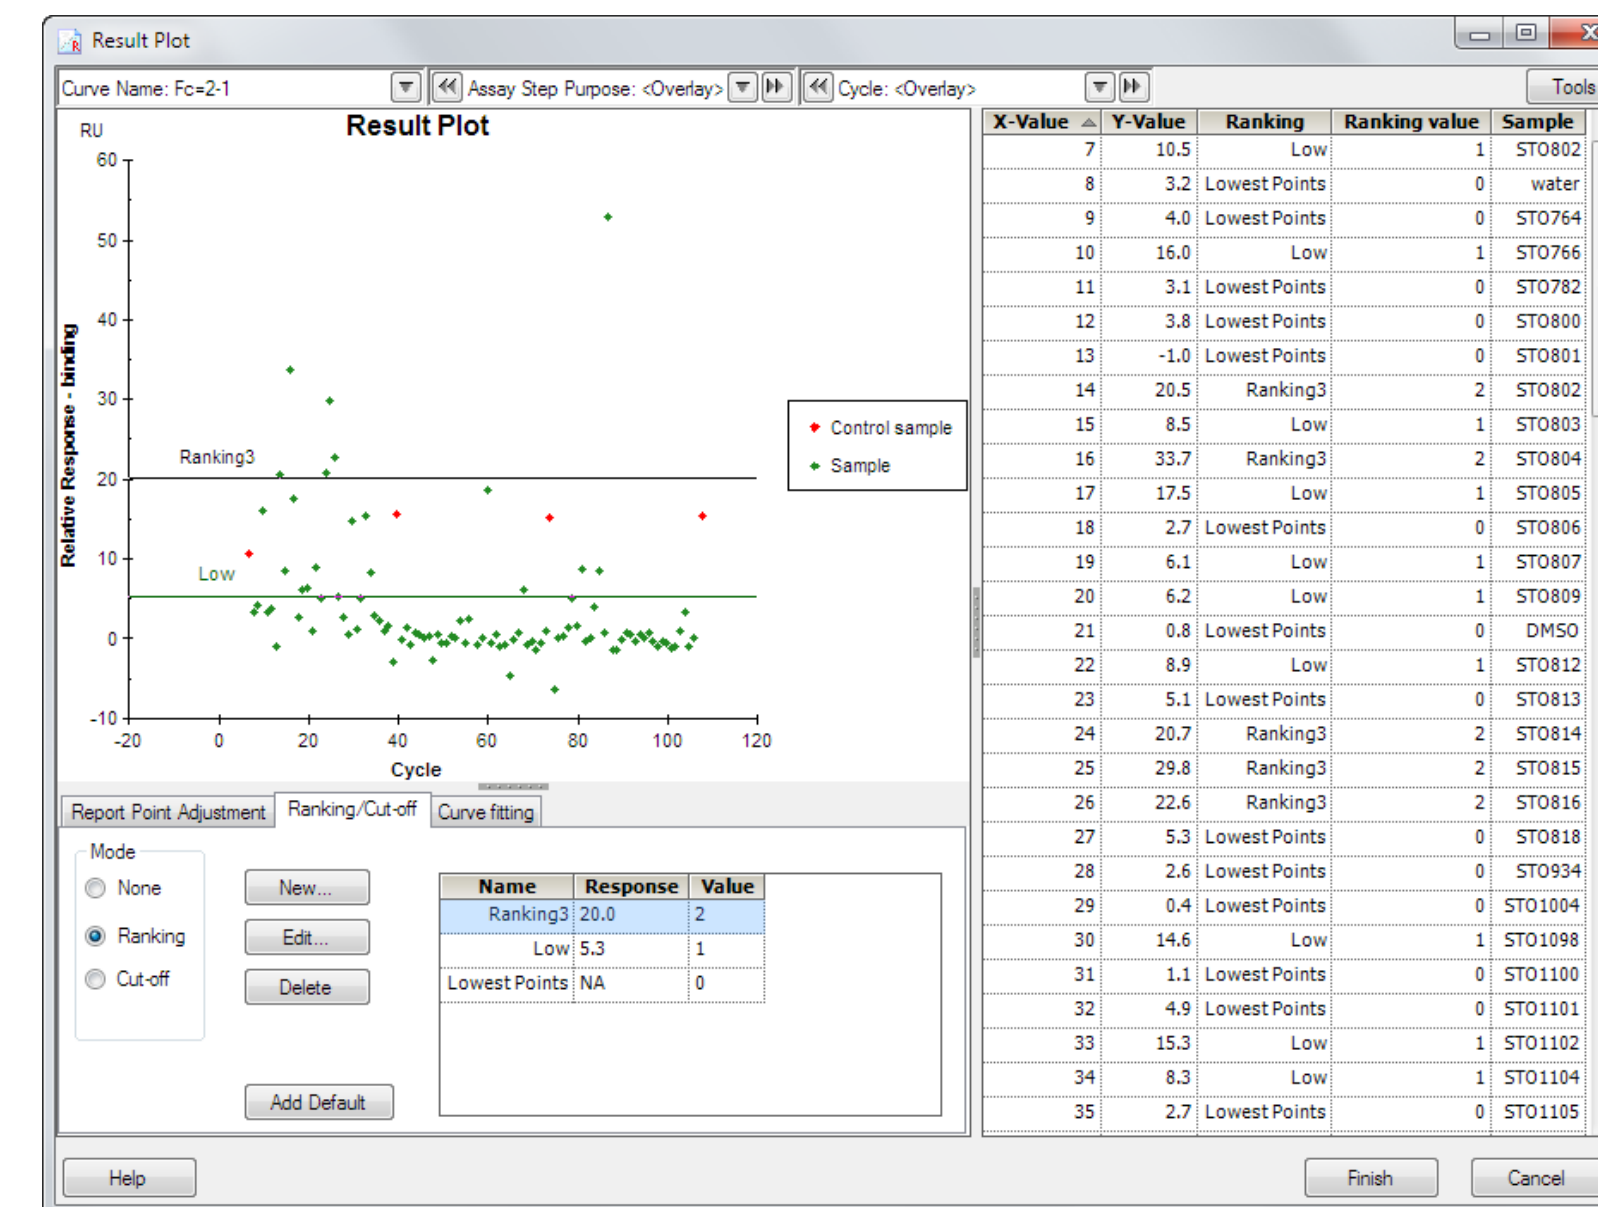 Result Plot
Curve Name: Fc=2-1
Assay Step Purpose: <Overlay>
Cycle: <Overlay>
Tools
RU
Result Plot
60
50
40
30
20
10
0
-10
-20 0 20 40 60 80 100 120
Relative Response - binding
Cycle
Ranking3
Low
Control sample
Sample
X-Value Y-Value Ranking Ranking value Sample
7 10.5 Low 1 STO802
8 3.2 Lowest Points 0 water
9 4.0 Lowest Points 0 STO764
10 16.0 Low 1 STO766
11 3.1 Lowest Points 0 STO782
12 3.8 Lowest Points 0 STO800
13 -1.0 Lowest Points 0 STO801
14 20.5 Ranking3 2 STO802
15 8.5 Low 1 STO803
16 33.7 Ranking3 2 STO804
17 17.5 Low 1 STO805
18 2.7 Lowest Points 0 STO806
19 6.1 Low 1 STO807
20 6.2 Low 1 STO809
21 0.8 Lowest Points 0 DMSO
22 8.9 Low 1 STO812
23 5.1 Lowest Points 0 STO813
24 20.7 Ranking3 2 STO814
25 29.8 Ranking3 2 STO815
26 22.6 Ranking3 2 STO816
27 5.3 Lowest Points 0 STO818
28 2.6 Lowest Points 0 STO934
29 0.4 Lowest Points 0 STO1004
30 14.6 Low 1 STO1098
31 1.1 Lowest Points 0 STO1100
32 4.9 Lowest Points 0 STO1101
33 15.3 Low 1 STO1102
34 8.3 Low 1 STO1104
35 2.7 Lowest Points 0 STO1105
Report Point Adjustment
Ranking/Cut-off
Curve fitting
Mode
None
Ranking
Cut-off
New...
Edit...
Delete
Add Default
Name Response Value
Ranking3 20.0 2
Low 5.3 1
Lowest Points NA 0
Help
Finish
Cancel